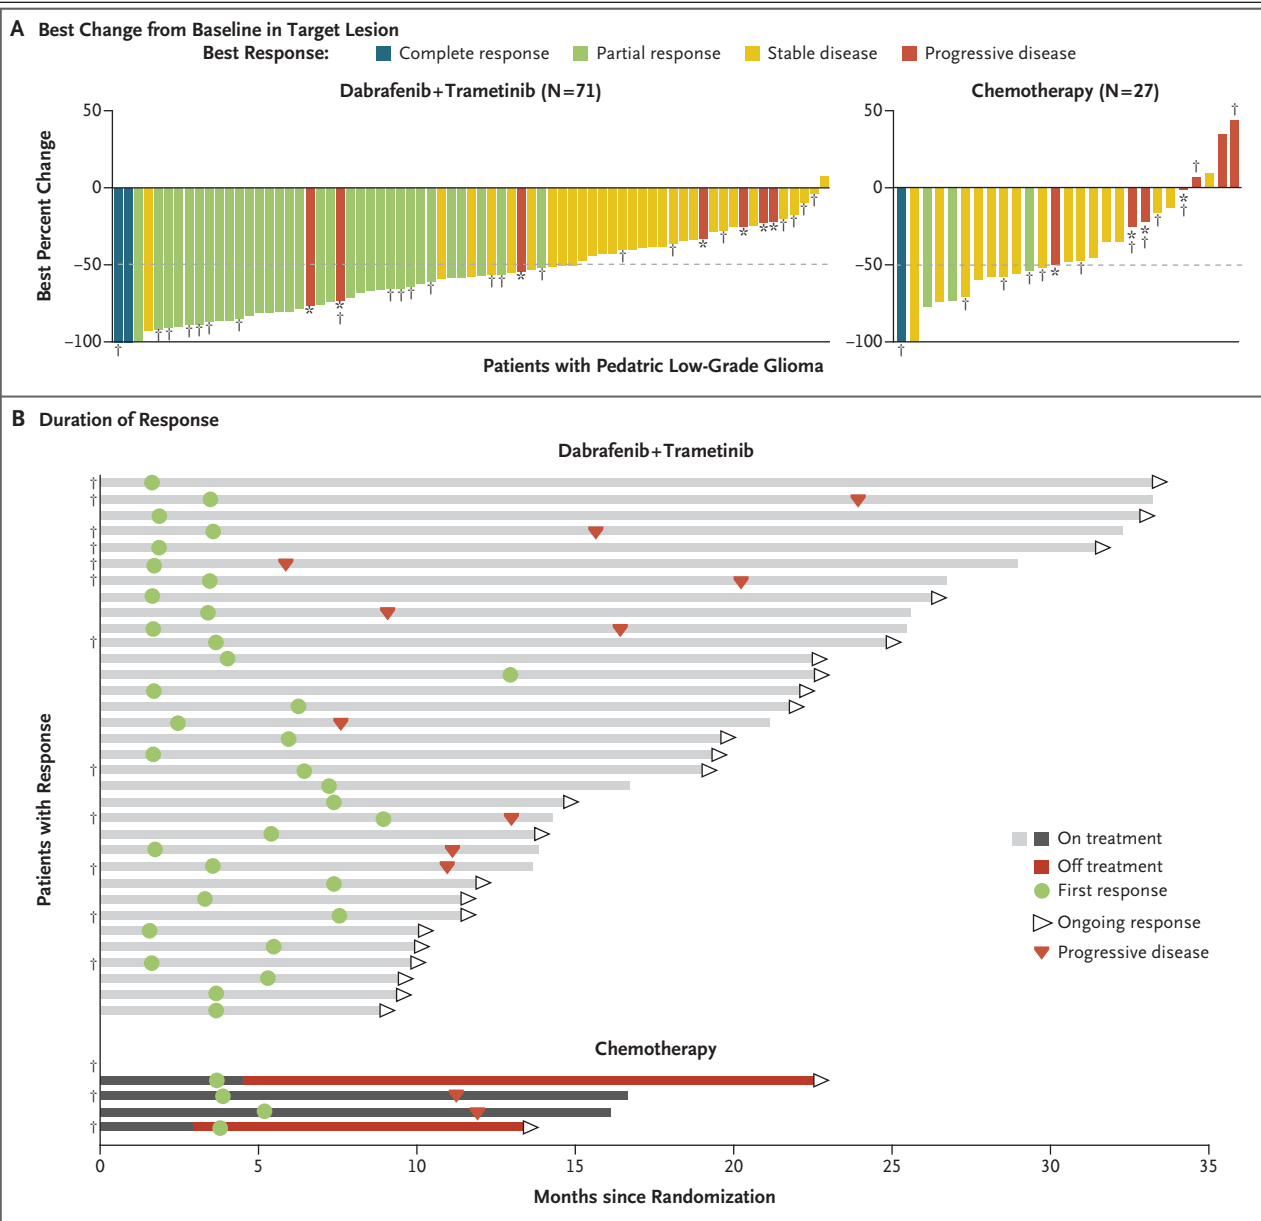 A Best Change from Baseline in Target Lesion
Best Response: Complete response Partial response Stable disease Progressive disease
Dabrafenib+Trametinib (N=71)
Best Percent Change
50
0
−50
−100
† † † † † † † * * † † † † † † † * † † † * † * * * † † † †
Chemotherapy (N=27)
50
0
−50
−100
† † † † † * † * † * † † * † † †
Patients with Pediatric Low-Grade Glioma
B Duration of Response
Dabrafenib+Trametinib
Patients with Response
†
†
†
†
†
†
†
†
†
†
†
†
On treatment
Off treatment
First response
Ongoing response
Progressive disease
Chemotherapy
†
†
†
0 5 10 15 20 25 30 35
Months since Randomization